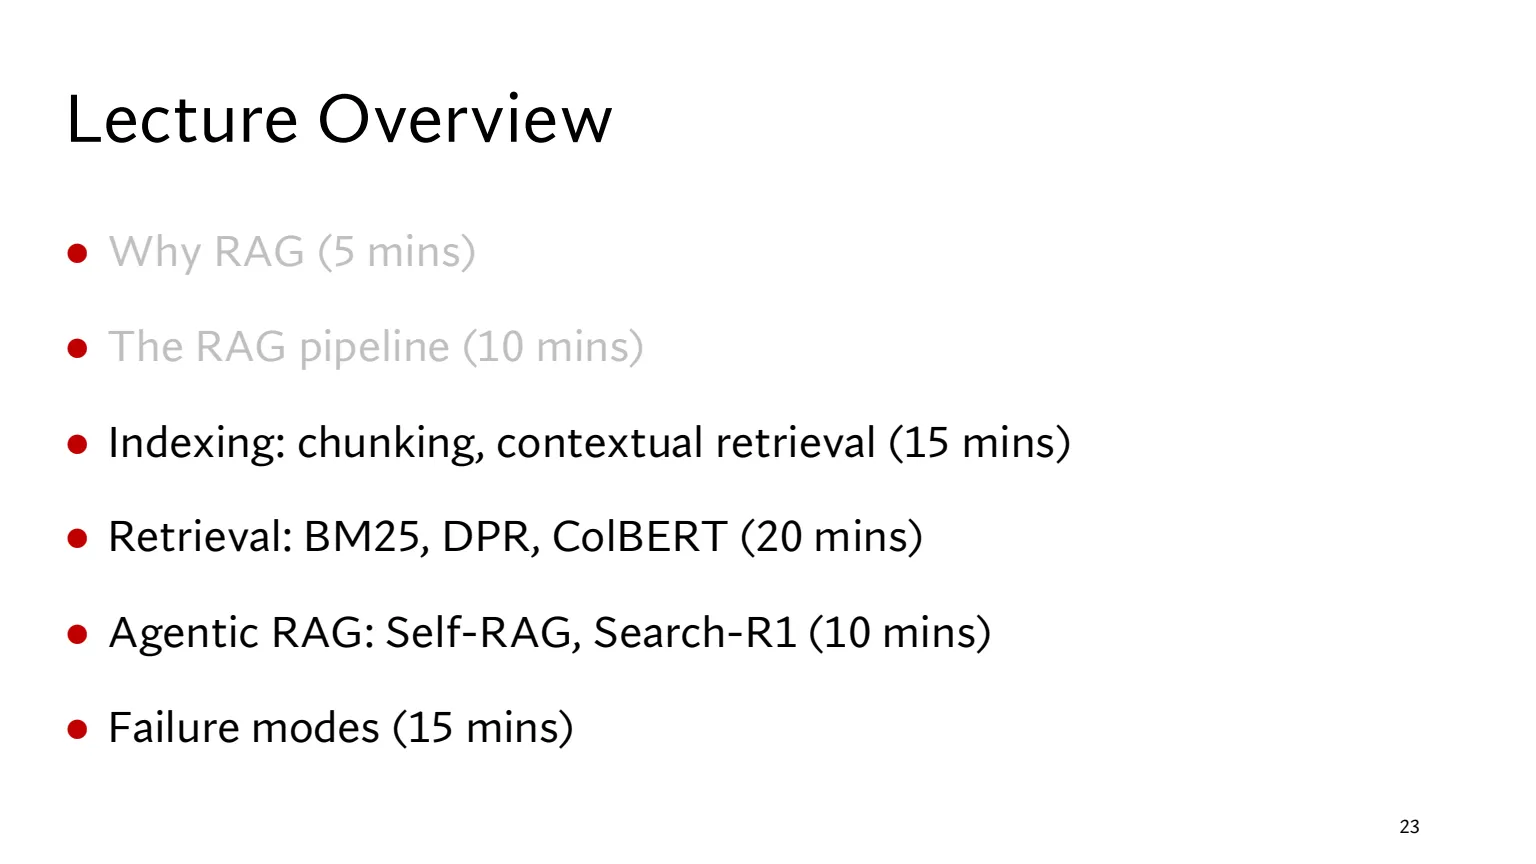 Lecture Overview
● Why RAG (5 mins)
● The RAG pipeline (10 mins)
● Indexing: chunking, contextual retrieval (15 mins)
● Retrieval: BM25, DPR, ColBERT (20 mins)
● Agentic RAG: Self-RAG, Search-R1 (10 mins)
● Failure modes (15 mins)
23